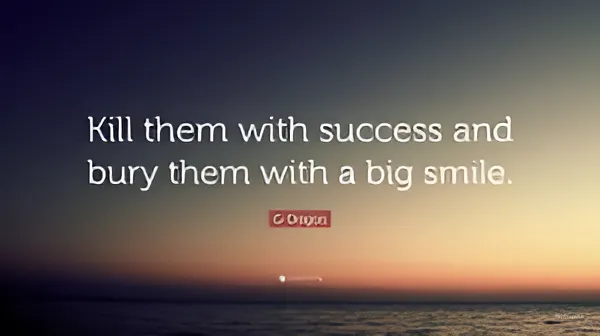 Kill them with success and
bury them with a big smile.